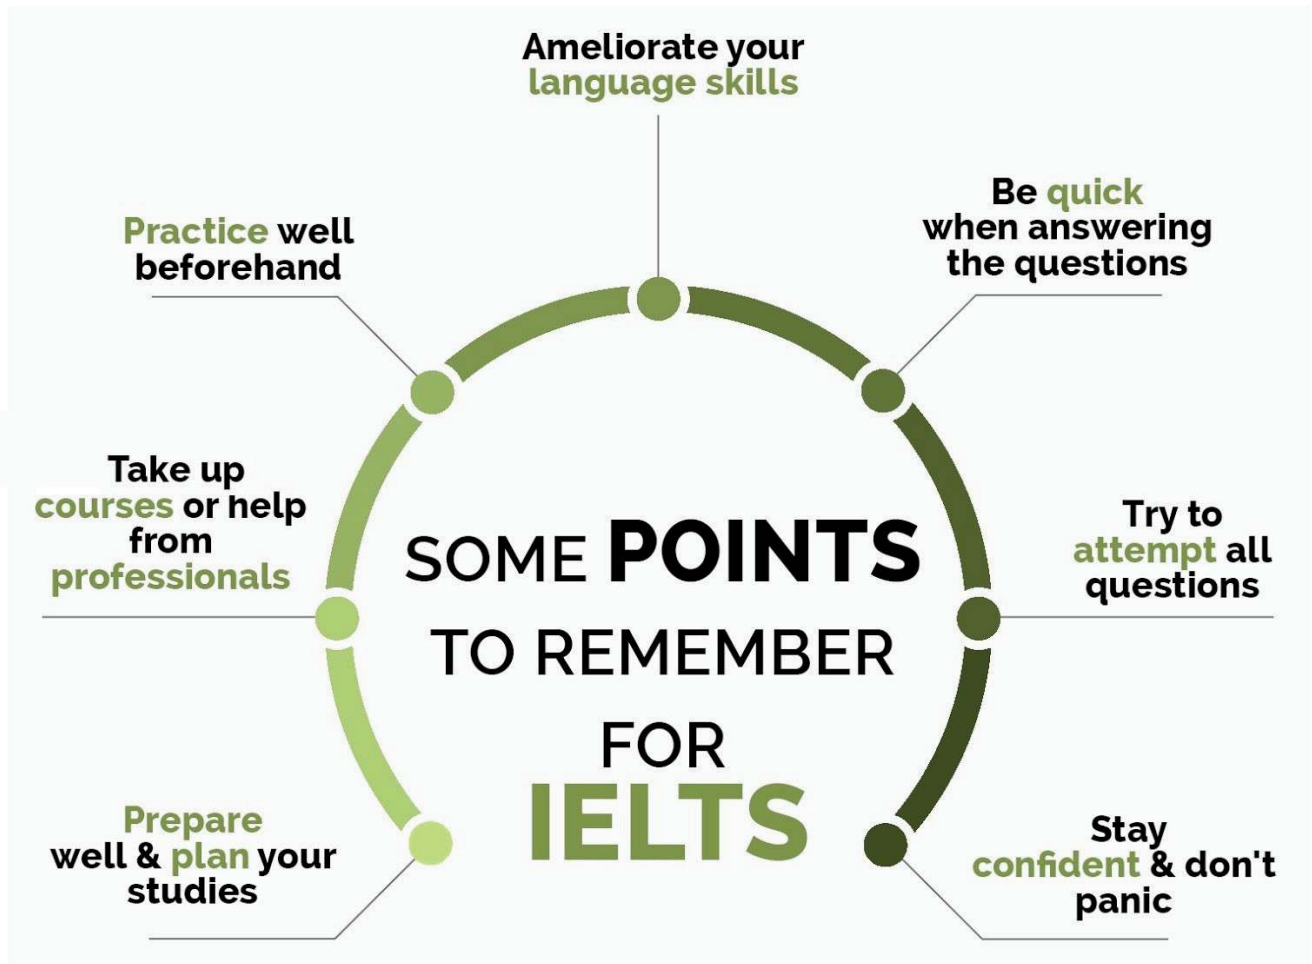 Ameliorate your
language skills
Be quick
when answering
the questions
Practice well
beforehand
Take up
courses or help
from
professionals
Try to
attempt all
questions
SOME POINTS
TO REMEMBER
FOR
IELTS
Prepare
well & plan your
studies
Stay
confident & don't
panic